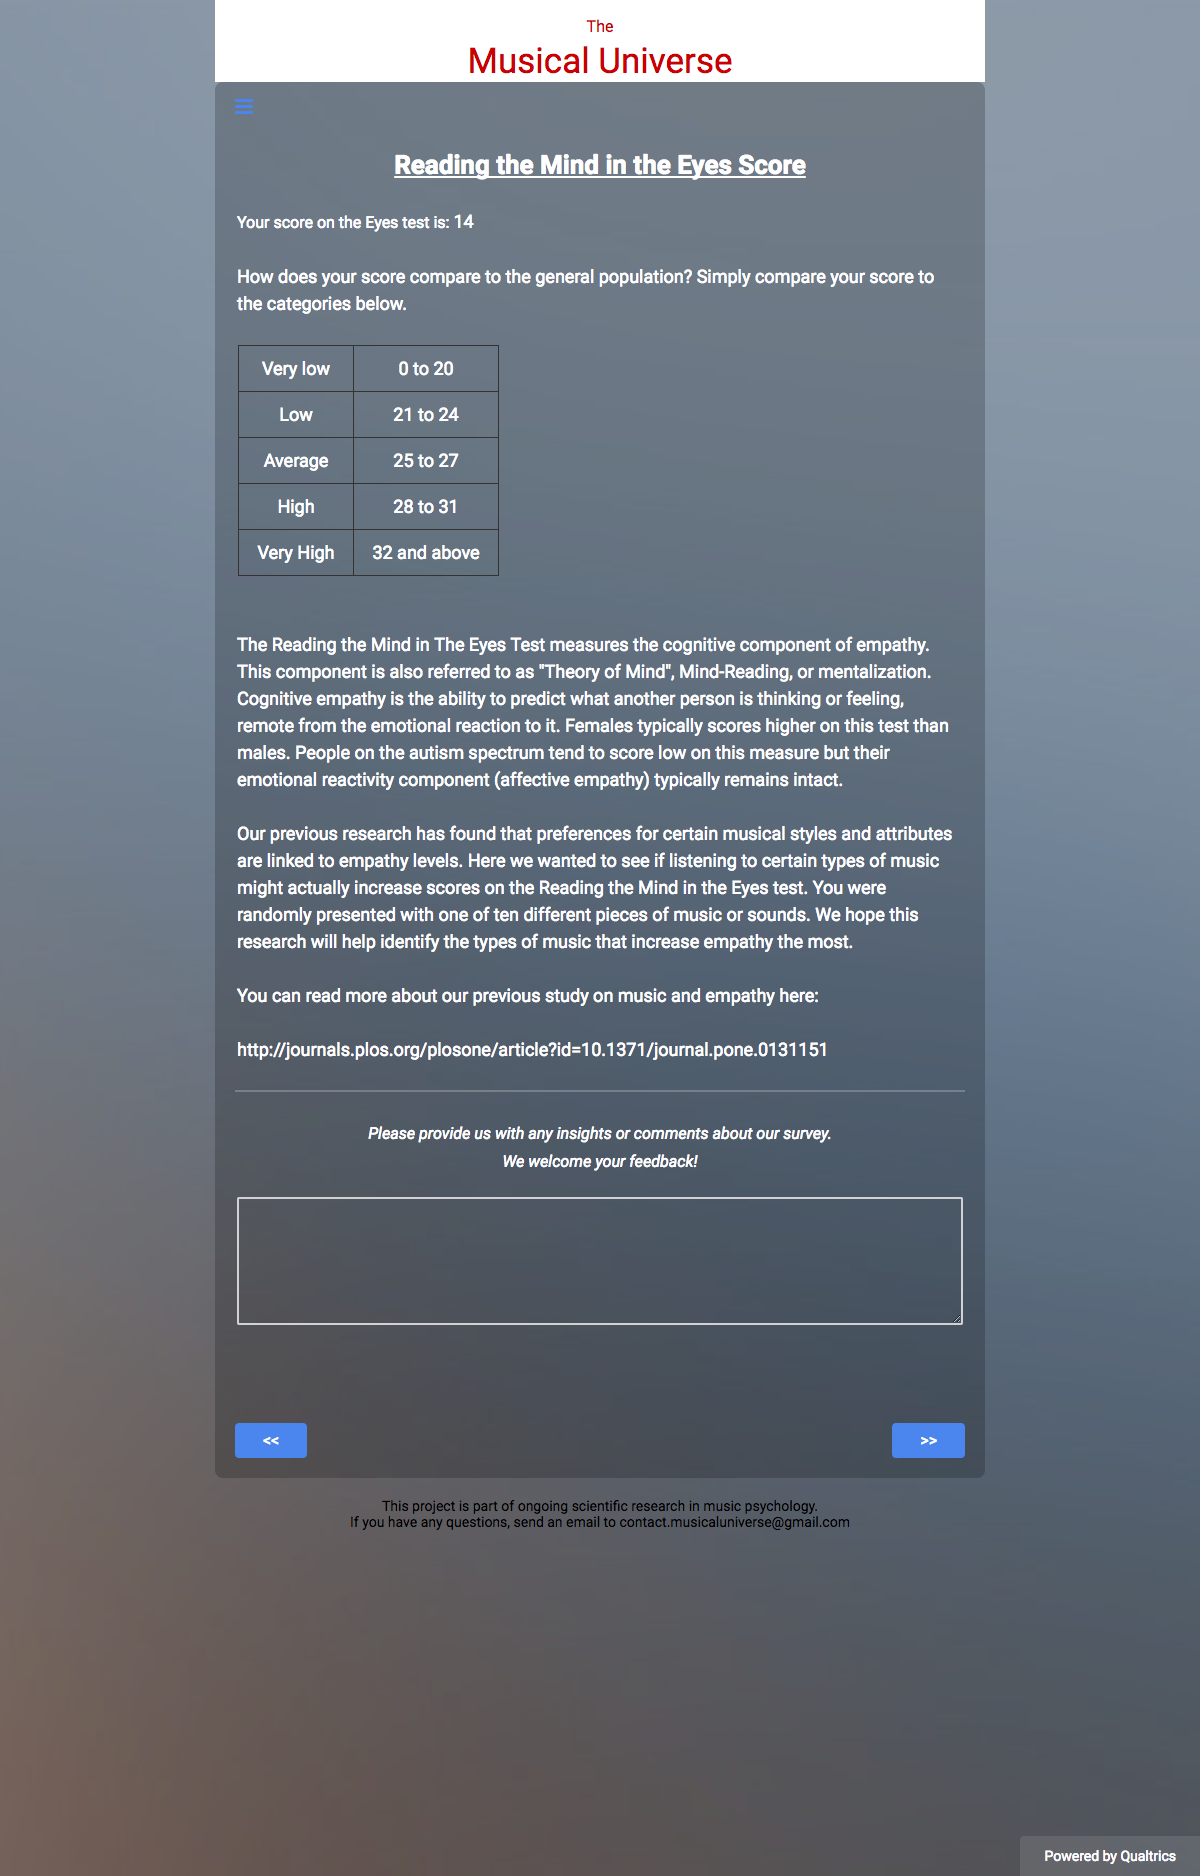 The
Musical Universe
Reading the Mind in the Eyes Score
Your score on the Eyes test is: 14
How does your score compare to the general population? Simply compare your score to
the categories below.
Very low 0 to 20
Low 21 to 24
Average 25 to 27
High 28 to 31
Very High 32 and above
The Reading the Mind in The Eyes Test measures the cognitive component of empathy.
This component is also referred to as "Theory of Mind", Mind-Reading, or mentalization.
Cognitive empathy is the ability to predict what another person is thinking or feeling,
remote from the emotional reaction to it. Females typically scores higher on this test than
males. People on the autism spectrum tend to score low on this measure but their
emotional reactivity component (affective empathy) typically remains intact.
Our previous research has found that preferences for certain musical styles and attributes
are linked to empathy levels. Here we wanted to see if listening to certain types of music
might actually increase scores on the Reading the Mind in the Eyes test. You were
randomly presented with one of ten different pieces of music or sounds. We hope this
research will help identify the types of music that increase empathy the most.
You can read more about our previous study on music and empathy here:
http://journals.plos.org/plosone/article?id=10.1371/journal.pone.0131151
Please provide us with any insights or comments about our survey.
We welcome your feedback!
<< >>
This project is part of ongoing scientific research in music psychology.
If you have any questions, send an email to contact.musicaluniverse@gmail.com
Powered by Qualtrics